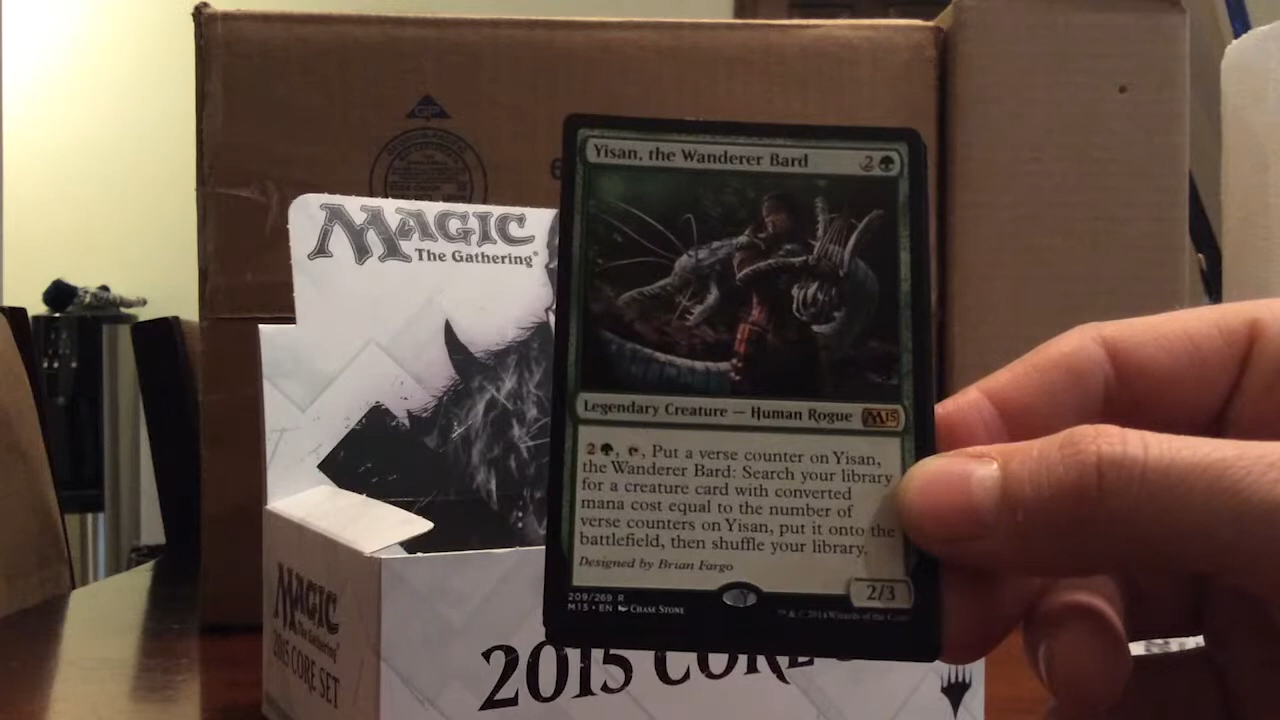 GP
MAGIC
The Gathering®
Yisan, the Wanderer Bard 2
Legendary Creature — Human Rogue M15
2, , Put a verse counter on Yisan,
the Wanderer Bard: Search your library
for a creature card with converted
mana cost equal to the number of
verse counters on Yisan, put it onto the
battlefield, then shuffle your library.
Designed by Brian Fargo
2/3
209/269 R
M15 • EN Chase Stone
™ & © 2014 Wizards of the Coast
MAGIC
The Gathering®
2015 CORE SET
2015 CORE